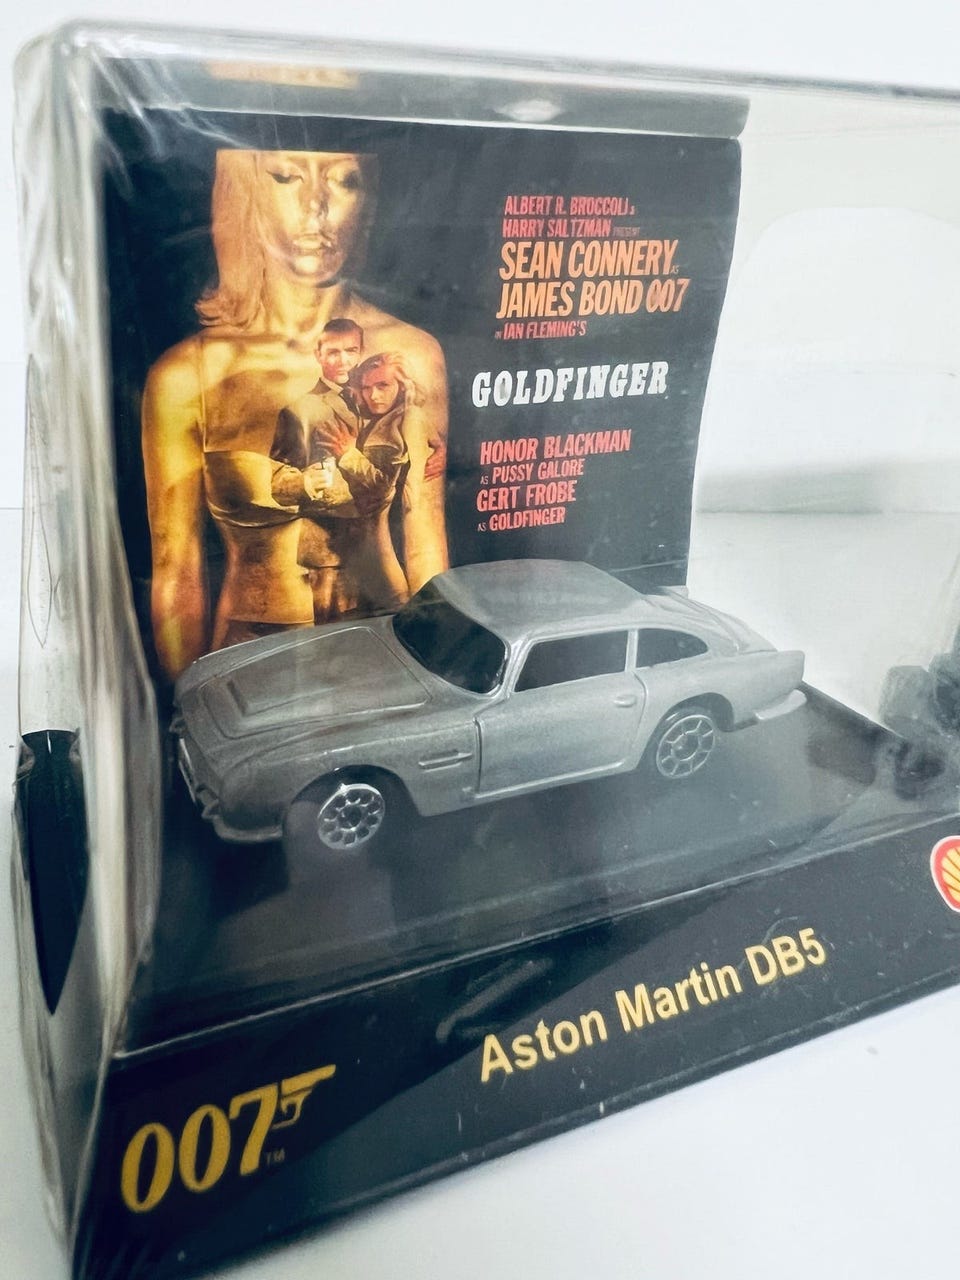 ALBERT R. BROCCOLI &
HARRY SALTZMAN PRESENT
SEAN CONNERY AS
JAMES BOND 007
IN IAN FLEMING'S
GOLDFINGER
HONOR BLACKMAN
AS PUSSY GALORE
GERT FROBE
AS GOLDFINGER
Aston Martin DB5
007 TM